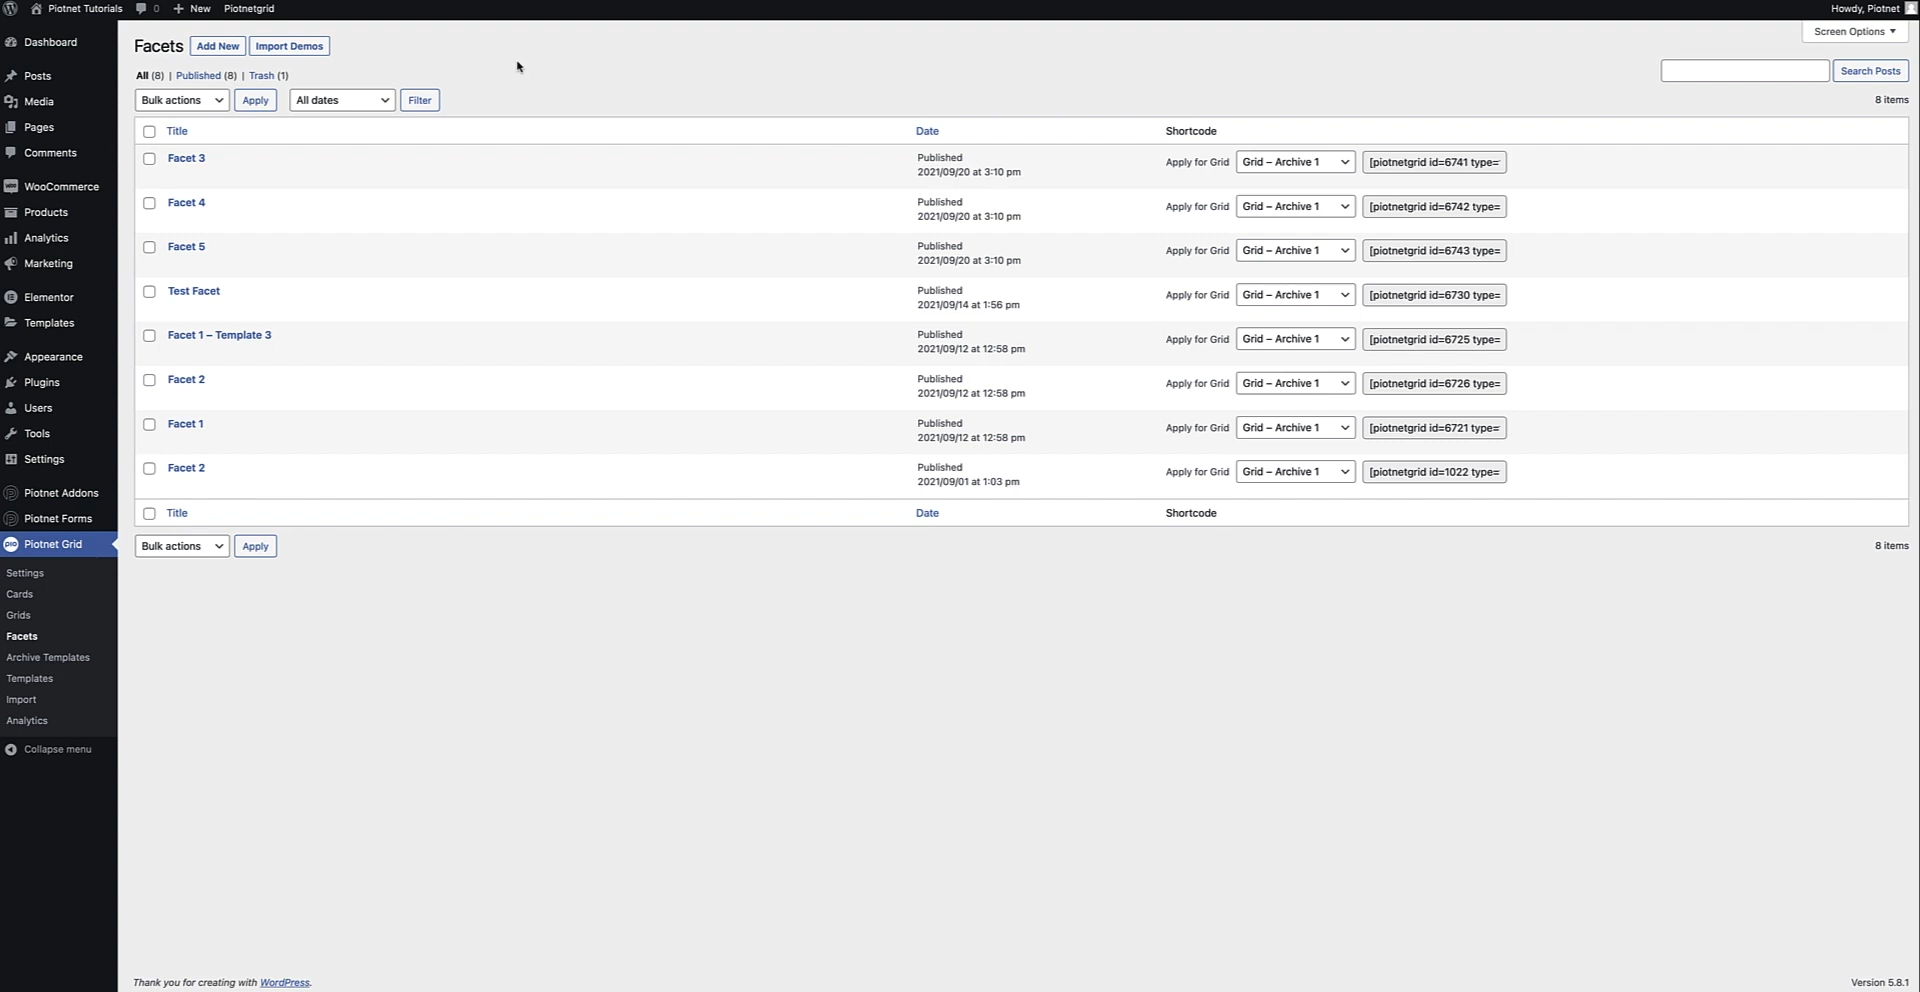 Piotnet Tutorials 0 New Piotnetgrid Howdy, Piotnet
Dashboard
Posts
Media
Pages
Comments
WooCommerce
Products
Analytics
Marketing
Elementor
Templates
Appearance
Plugins
Users
Tools
Settings
Piotnet Addons
Piotnet Forms
Piotnet Grid
Settings
Cards
Grids
Facets
Archive Templates
Templates
Import
Analytics
Collapse menu
Facets Add New Import Demos
Screen Options
All (8) | Published (8) | Trash (1)
Search Posts
Bulk actions Apply All dates Filter
8 items
Title Date Shortcode
Facet 3 Published Apply for Grid Grid – Archive 1 [piotnetgrid id=6741 type=
2021/09/20 at 3:10 pm
Facet 4 Published Apply for Grid Grid – Archive 1 [piotnetgrid id=6742 type=
2021/09/20 at 3:10 pm
Facet 5 Published Apply for Grid Grid – Archive 1 [piotnetgrid id=6743 type=
2021/09/20 at 3:10 pm
Test Facet Published Apply for Grid Grid – Archive 1 [piotnetgrid id=6730 type=
2021/09/14 at 1:56 pm
Facet 1 – Template 3 Published Apply for Grid Grid – Archive 1 [piotnetgrid id=6725 type=
2021/09/12 at 12:58 pm
Facet 2 Published Apply for Grid Grid – Archive 1 [piotnetgrid id=6726 type=
2021/09/12 at 12:58 pm
Facet 1 Published Apply for Grid Grid – Archive 1 [piotnetgrid id=6721 type=
2021/09/12 at 12:58 pm
Facet 2 Published Apply for Grid Grid – Archive 1 [piotnetgrid id=1022 type=
2021/09/01 at 1:03 pm
Title Date Shortcode
Bulk actions Apply
8 items
Thank you for creating with WordPress.
Version 5.8.1